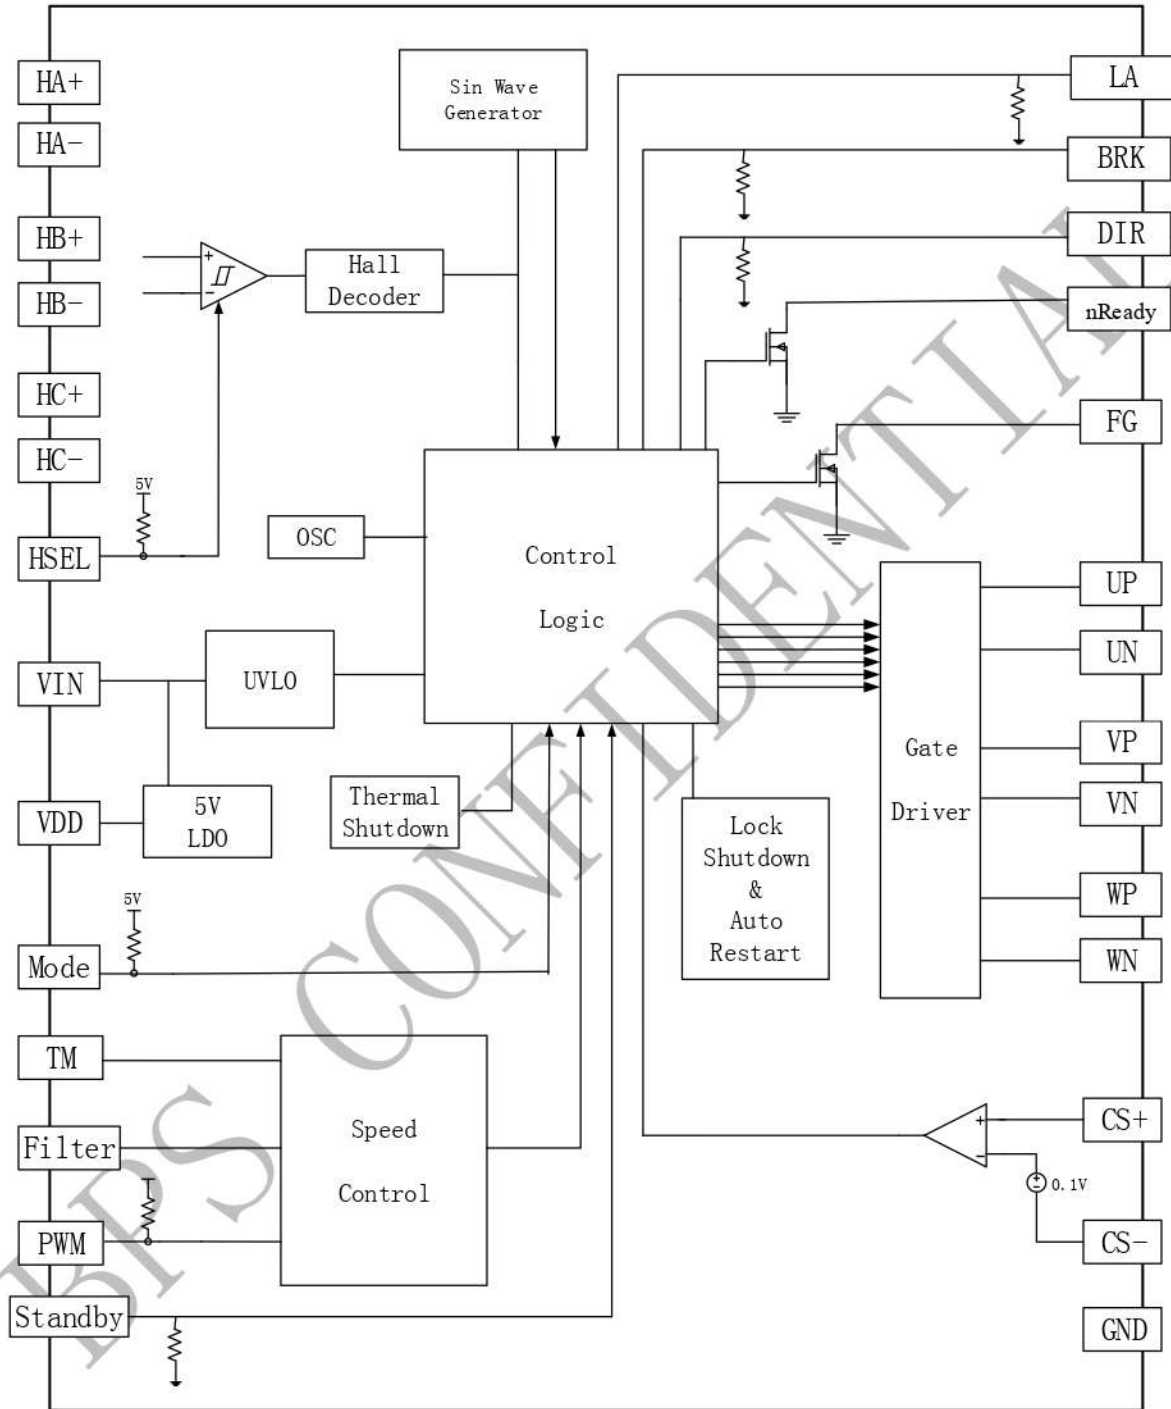 HA+
HA-
HB+
HB-
HC+
HC-
HSEL
VIN
VDD
Mode
TM
Filter
PWM
Standby
5V
5V
+
−
Sin Wave
Generator
Hall
Decoder
OSC
UVLO
5V
LDO
Thermal
Shutdown
Control
Logic
Lock
Shutdown
&
Auto
Restart
Speed
Control
Gate
Driver
+
−
0.1V
LA
BRK
DIR
nReady
FG
UP
UN
VP
VN
WP
WN
CS+
CS-
GND
BPS CONFIDENTIAL